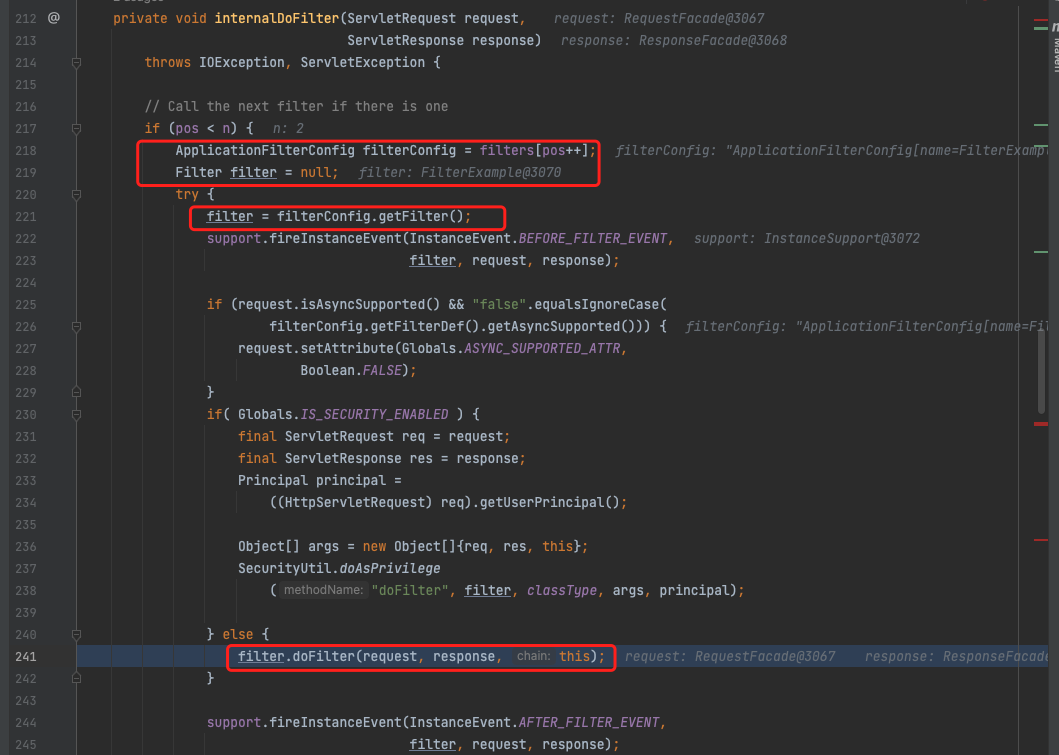 212 @ private void internalDoFilter(ServletRequest request,   request: RequestFacade@3067
213                               ServletResponse response)   response: ResponseFacade@3068
214     throws IOException, ServletException {
215
216     // Call the next filter if there is one
217     if (pos < n) {   n: 2
218         ApplicationFilterConfig filterConfig = filters[pos++];   filterConfig: "ApplicationFilterConfig[name=FilterExampl
219         Filter filter = null;   filter: FilterExample@3070
220         try {
221             filter = filterConfig.getFilter();
222             support.fireInstanceEvent(InstanceEvent.BEFORE_FILTER_EVENT,   support: InstanceSupport@3072
223                                       filter, request, response);
224
225             if (request.isAsyncSupported() && "false".equalsIgnoreCase(
226                     filterConfig.getFilterDef().getAsyncSupported())) {   filterConfig: "ApplicationFilterConfig[name=Fil
227                 request.setAttribute(Globals.ASYNC_SUPPORTED_ATTR,
228                         Boolean.FALSE);
229             }
230             if( Globals.IS_SECURITY_ENABLED ) {
231                 final ServletRequest req = request;
232                 final ServletResponse res = response;
233                 Principal principal =
234                     ((HttpServletRequest) req).getUserPrincipal();
235
236                 Object[] args = new Object[]{req, res, this};
237                 SecurityUtil.doAsPrivilege
238                     ( methodName: "doFilter", filter, classType, args, principal);
239
240             } else {
241                 filter.doFilter(request, response, chain: this);   request: RequestFacade@3067   response: ResponseFacade
242             }
243
244             support.fireInstanceEvent(InstanceEvent.AFTER_FILTER_EVENT,
245                                       filter, request, response);
Maven